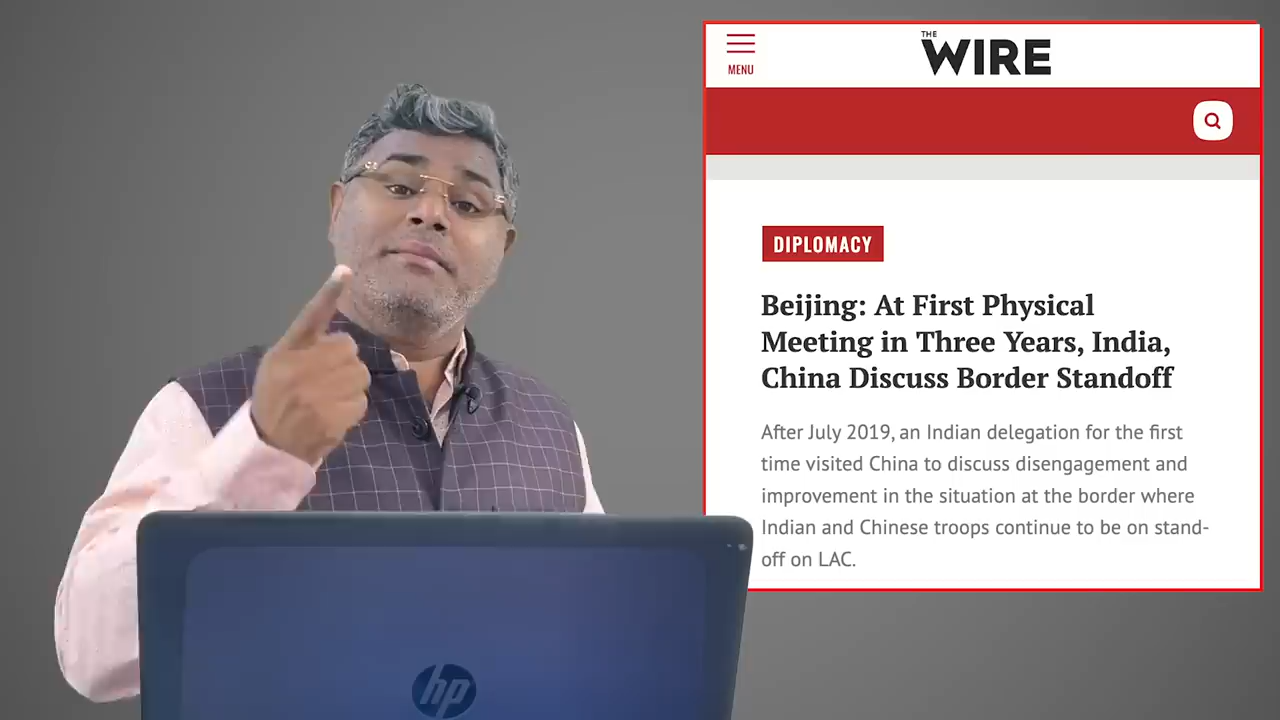 MENU
THE
WIRE
DIPLOMACY
Beijing: At First Physical
Meeting in Three Years, India,
China Discuss Border Standoff
After July 2019, an Indian delegation for the first
time visited China to discuss disengagement and
improvement in the situation at the border where
Indian and Chinese troops continue to be on stand-
off on LAC.
hp